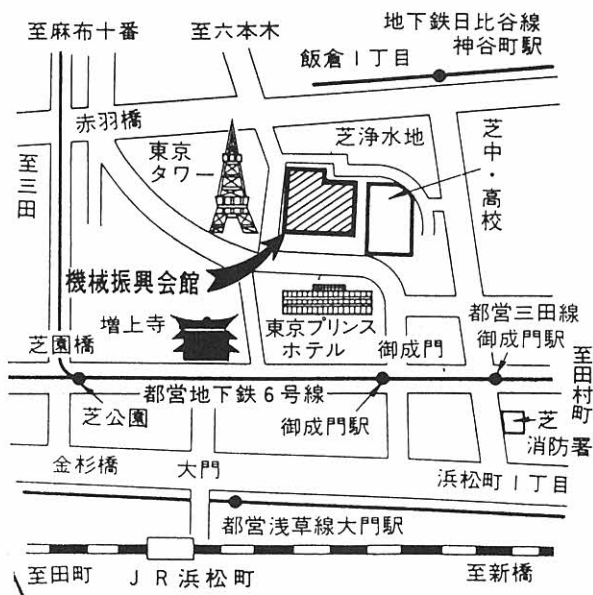 至麻布十番
至六本木
地下鉄日比谷線
神谷町駅
飯倉1丁目
赤羽橋
芝浄水地
東京
タワー
芝中・高校
至三田
機械振興会館
増上寺
東京プリンス
ホテル
都営三田線
御成門駅
芝園橋
御成門
至田村町
都営地下鉄6号線
芝公園
御成門駅
芝
消防署
金杉橋
大門
浜松町1丁目
都営浅草線大門駅
至田町
JR浜松町
至新橋